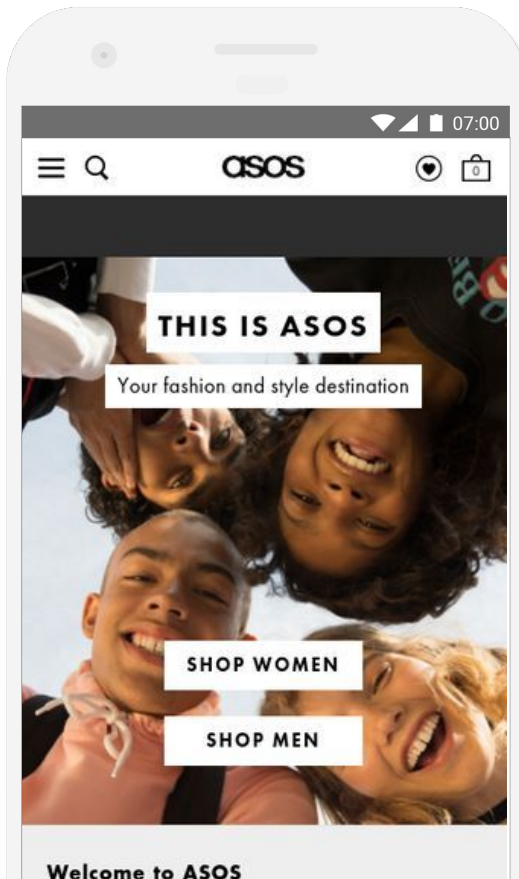 07:00
asos
0
THIS IS ASOS
Your fashion and style destination
SHOP WOMEN
SHOP MEN
Welcome to ASOS